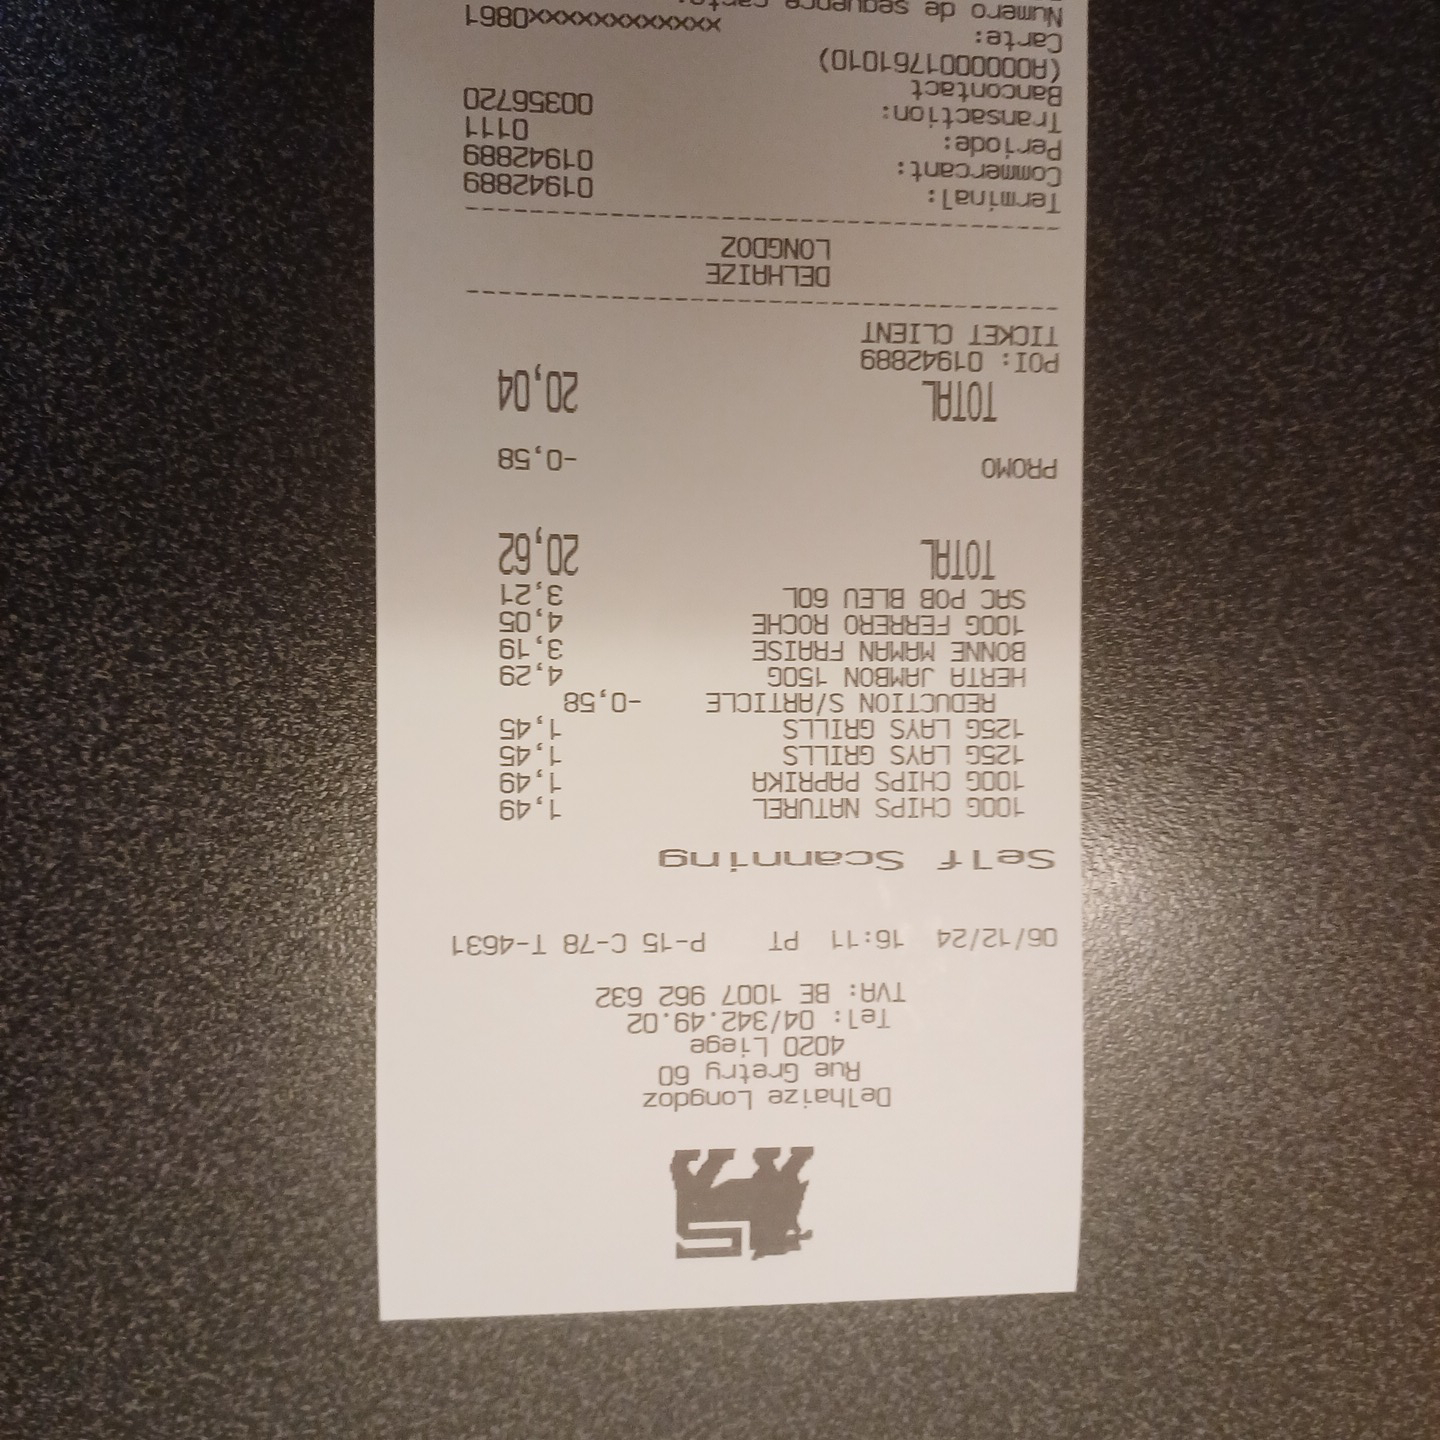 Delhaize Longdoz
Rue Gretry 60
4020 Liege
Tel: 04/342.49.02
TVA: BE 1007 962 632
06/12/24 16:11 PT P-15 C-78 T-4631
Self Scanning
100G CHIPS NATUREL 1,49
100G CHIPS PAPRIKA 1,49
125G LAYS GRILLS 1,45
125G LAYS GRILLS 1,45
REDUCTION S/ARTICLE -0,58
HERTA JAMBON 150G 4,29
BONNE MAMAN FRAISE 3,19
100G FERRERO ROCHE 4,05
SAC POB BLEU 60L 3,21
TOTAL 20,62
PROMO -0,58
TOTAL 20,04
POI: 01942889
TICKET CLIENT
--------------------------------
DELHAIZE
LONGDOZ
--------------------------------
Terminal: 01942889
Commercant: 01942889
Periode: 0111
Transaction: 00356720
Bancontact
(A0000001761010)
Carte: xxxxxxxxxxxxx0861
Numero de sequence carte: